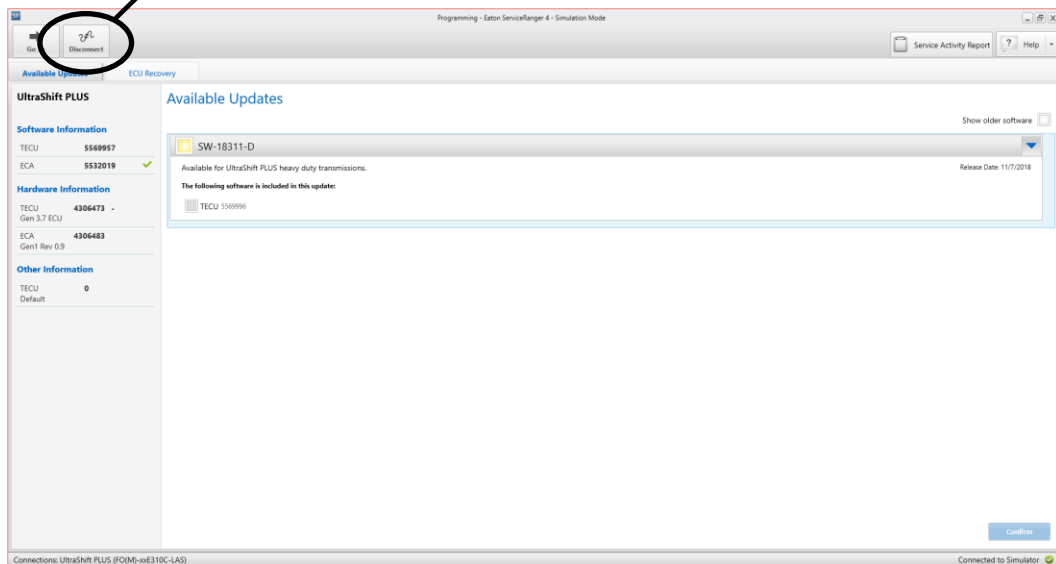 SR
Programming - Eaton ServiceRanger 4 - Simulation Mode
Go
Disconnect
Service Activity Report
? Help
Available Updates
ECU Recovery
UltraShift PLUS
Software Information
TECU 5569957
ECA 5532019
Hardware Information
TECU 4306473 -
Gen 3.7 ECU
ECA 4306483
Gen1 Rev 0.9
Other Information
TECU 0
Default
Available Updates
Show older software
SW-18311-D
Available for UltraShift PLUS heavy duty transmissions.
Release Date: 11/7/2018
The following software is included in this update:
TECU 5569996
Confirm
Connections: UltraShift PLUS (FO(M)-xxE310C-LAS)
Connected to Simulator